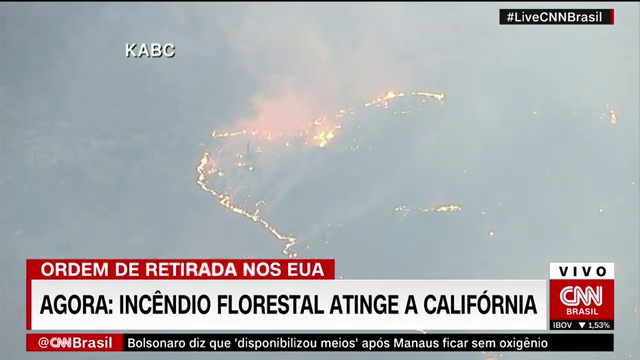 #LiveCNNBrasil
KABC
ORDEM DE RETIRADA NOS EUA
AGORA: INCÊNDIO FLORESTAL ATINGE A CALIFÓRNIA
VIVO
CNN
BRASIL
IBOV ▼ 1,53%
@CNNBrasil Bolsonaro diz que 'disponibilizou meios' após Manaus ficar sem oxigênio